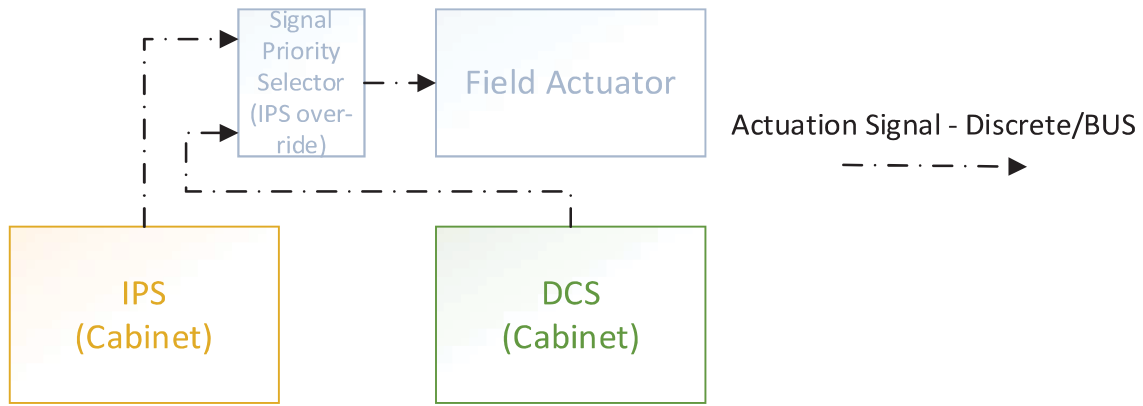 Signal
Priority
Selector
(IPS over-
ride)
Field Actuator
Actuation Signal - Discrete/BUS
IPS
(Cabinet)
DCS
(Cabinet)